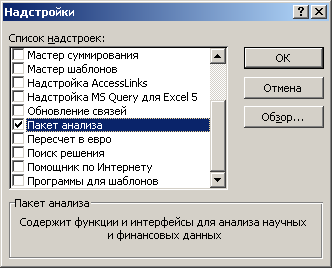 Надстройки
Список надстроек:
Мастер суммирования
Мастер шаблонов
Надстройка AccessLinks
Надстройка MS Query для Excel 5
Обновление связей
Пакет анализа
Пересчет в евро
Поиск решения
Помощник по Интернету
Программы для шаблонов
OK
Отмена
Обзор...
Пакет анализа
Содержит функции и интерфейсы для анализа научных
и финансовых данных